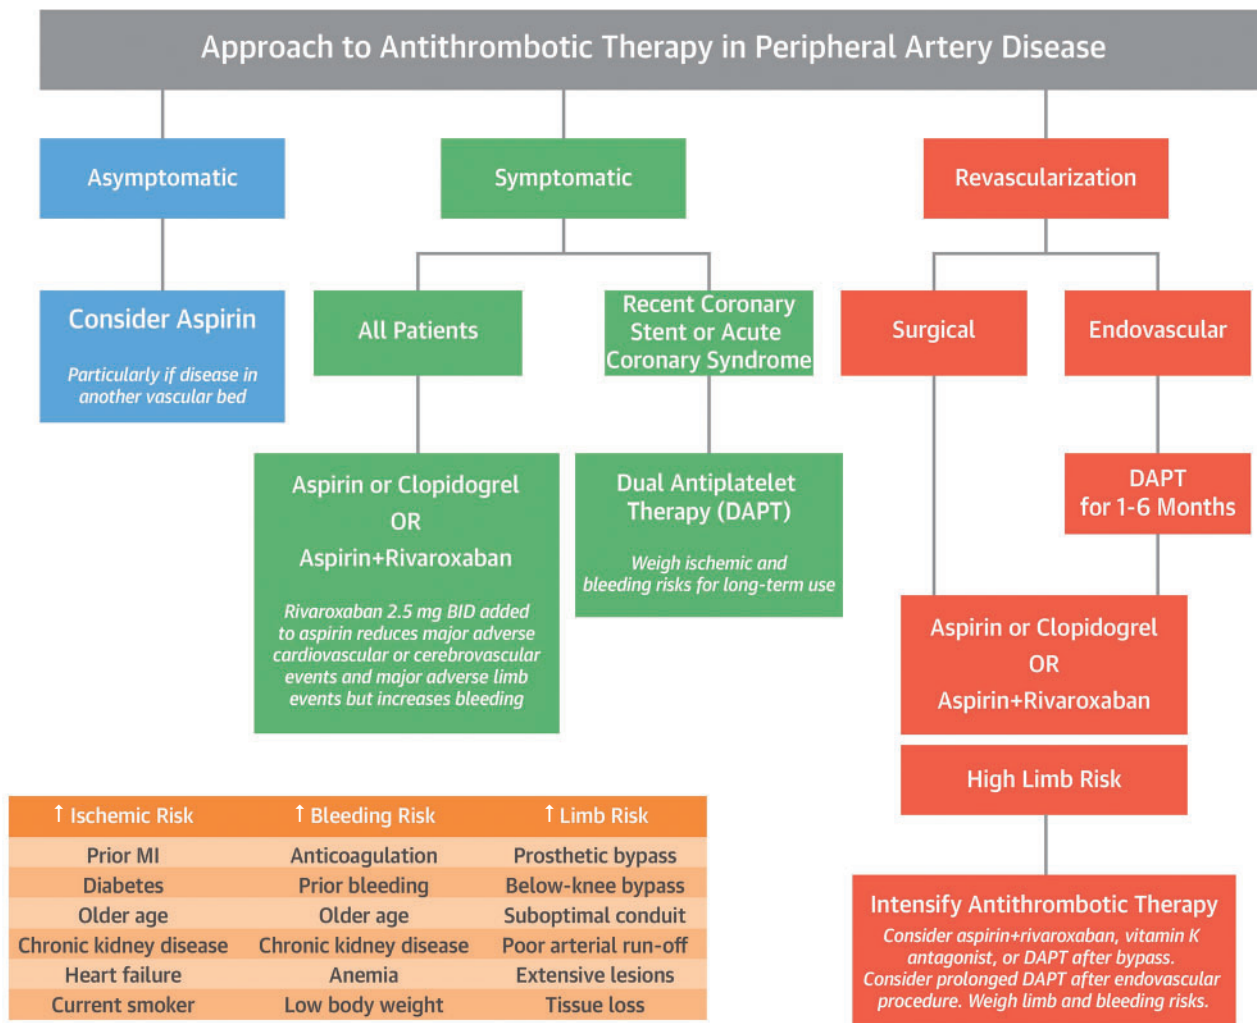 Approach to Antithrombotic Therapy in Peripheral Artery Disease
Asymptomatic
Symptomatic
Revascularization
Consider Aspirin
Particularly if disease in
another vascular bed
All Patients
Recent Coronary
Stent or Acute
Coronary Syndrome
Surgical
Endovascular
Aspirin or Clopidogrel
OR
Aspirin+Rivaroxaban
Rivaroxaban 2.5 mg BID added
to aspirin reduces major adverse
cardiovascular or cerebrovascular
events and major adverse limb
events but increases bleeding
Dual Antiplatelet
Therapy (DAPT)
Weigh ischemic and
bleeding risks for long-term use
DAPT
for 1-6 Months
Aspirin or Clopidogrel
OR
Aspirin+Rivaroxaban
High Limb Risk
Intensify Antithrombotic Therapy
Consider aspirin+rivaroxaban, vitamin K
antagonist, or DAPT after bypass.
Consider prolonged DAPT after endovascular
procedure. Weigh limb and bleeding risks.
↑ Ischemic Risk ↑ Bleeding Risk ↑ Limb Risk
Prior MI Anticoagulation Prosthetic bypass
Diabetes Prior bleeding Below-knee bypass
Older age Older age Suboptimal conduit
Chronic kidney disease Chronic kidney disease Poor arterial run-off
Heart failure Anemia Extensive lesions
Current smoker Low body weight Tissue loss